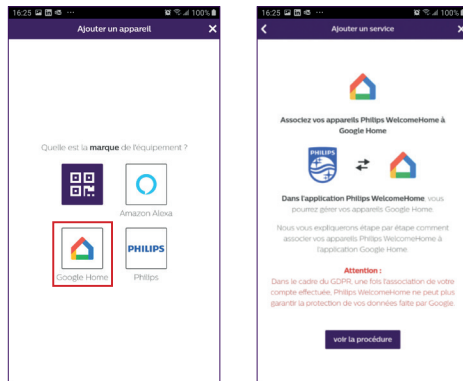 16:25 ... 100%
Ajouter un appareil ×
Quelle est la marque de l'équipement ?
Amazon Alexa
Google Home
PHILIPS
Philips
16:25 ... 100%
Ajouter un service ×
Associez vos appareils Philips WelcomeHome à
Google Home
PHILIPS
Dans l'application Philips WelcomeHome, vous
pourrez gérer vos appareils Google Home.
Nous vous expliquerons étape par étape comment
associer vos appareils Philips WelcomeHome à
l'application Google Home.
Attention :
Dans le cadre du GDPR, une fois l'association de votre
compte effectuée, Philips WelcomeHome ne peut plus
garantir la protection de vos données faite par Google.
voir la procédure